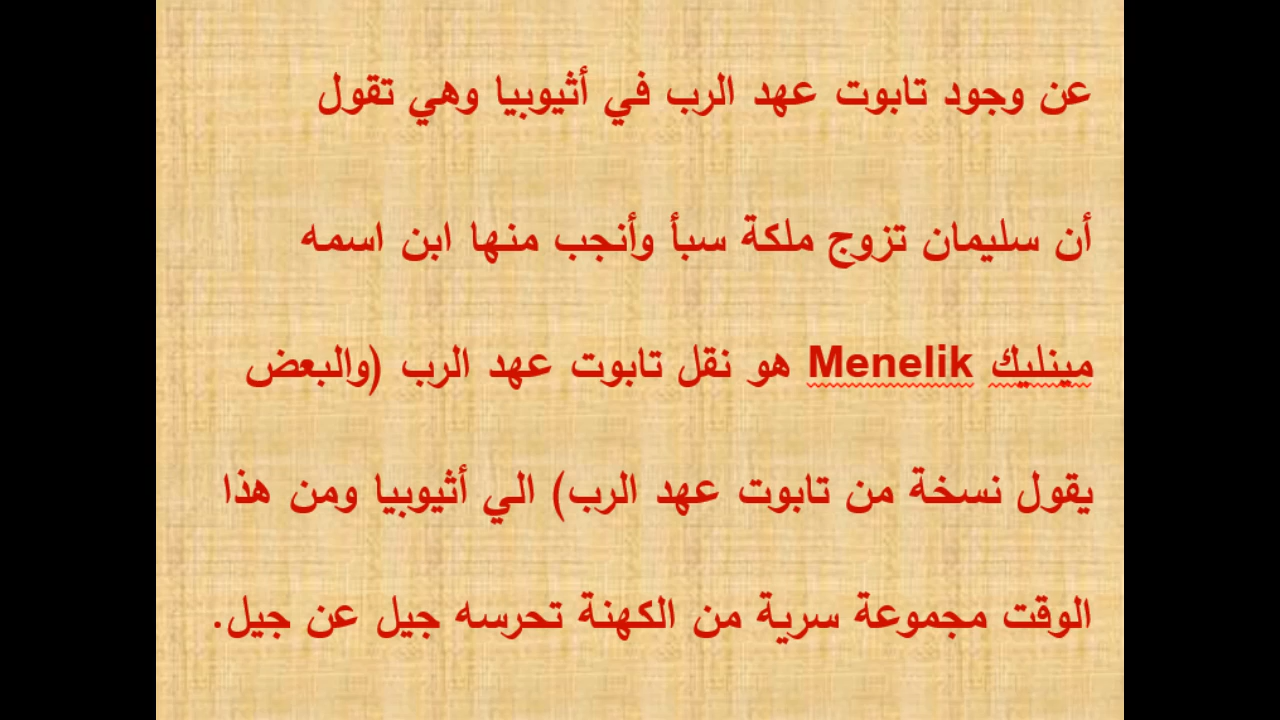 عن وجود تابوت عهد الرب في أثيوبيا وهي تقول
أن سليمان تزوج ملكة سبأ وأنجب منها ابن اسمه
مينليك Menelik هو نقل تابوت عهد الرب (والبعض
يقول نسخة من تابوت عهد الرب) الي أثيوبيا ومن هذا
الوقت مجموعة سرية من الكهنة تحرسه جيل عن جيل.